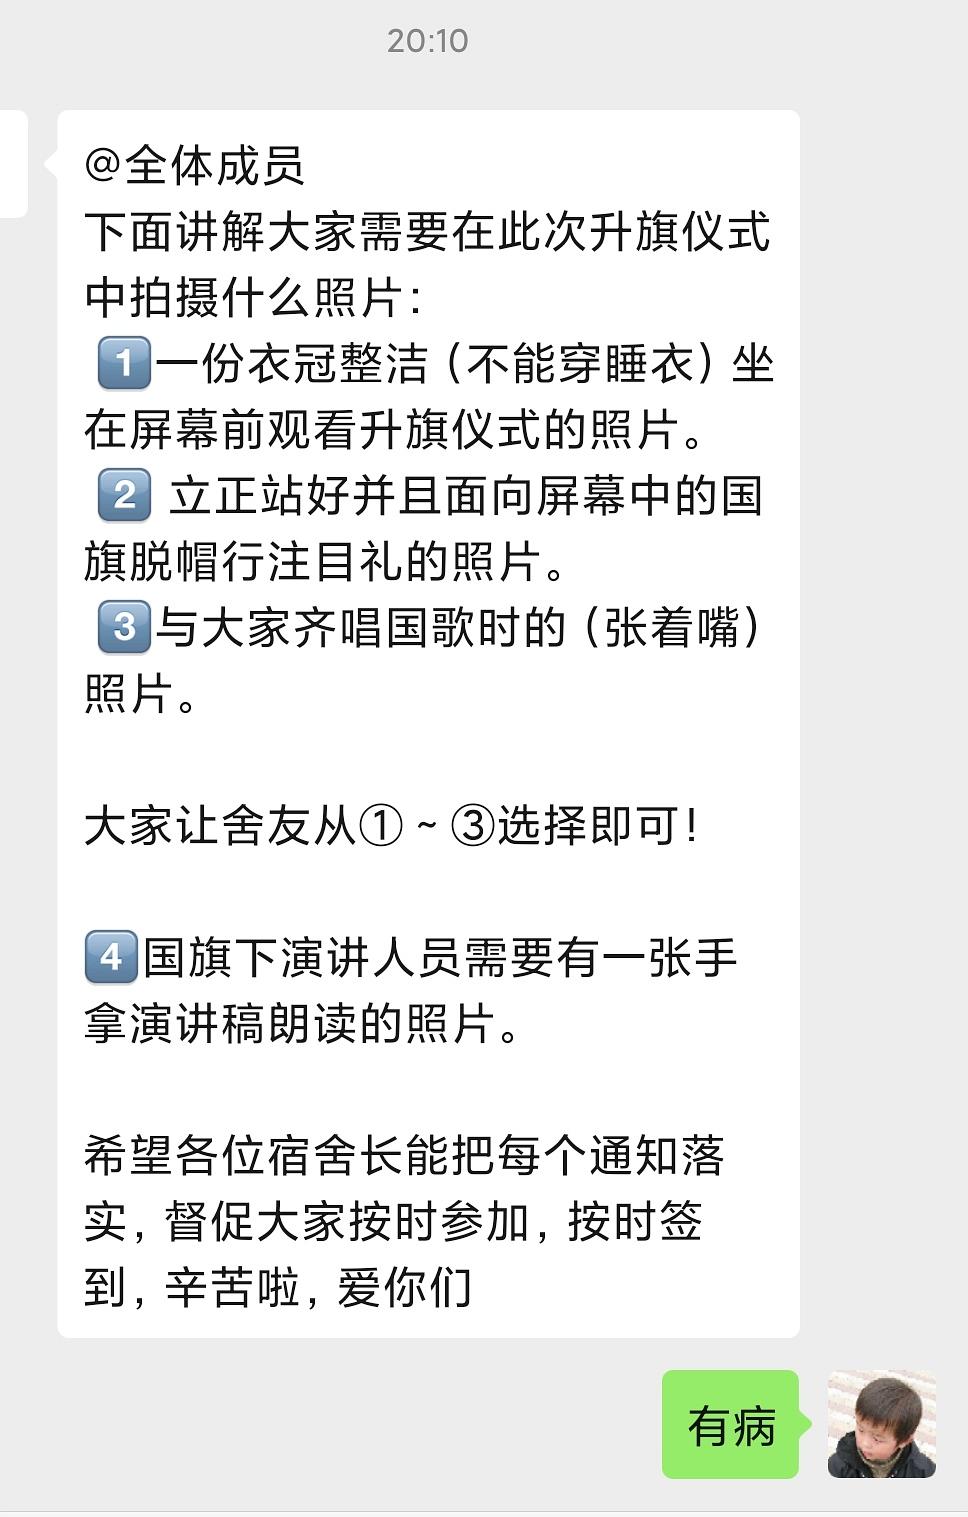 20:10
@全体成员
下面讲解大家需要在此次升旗仪式
中拍摄什么照片：
1️⃣一份衣冠整洁（不能穿睡衣）坐
在屏幕前观看升旗仪式的照片。
2️⃣ 立正站好并且面向屏幕中的国
旗脱帽行注目礼的照片。
3️⃣与大家齐唱国歌时的（张着嘴）
照片。
大家让舍友从①~③选择即可！
4️⃣国旗下演讲人员需要有一张手
拿演讲稿朗读的照片。
希望各位宿舍长能把每个通知落
实，督促大家按时参加，按时签
到，辛苦啦，爱你们
有病